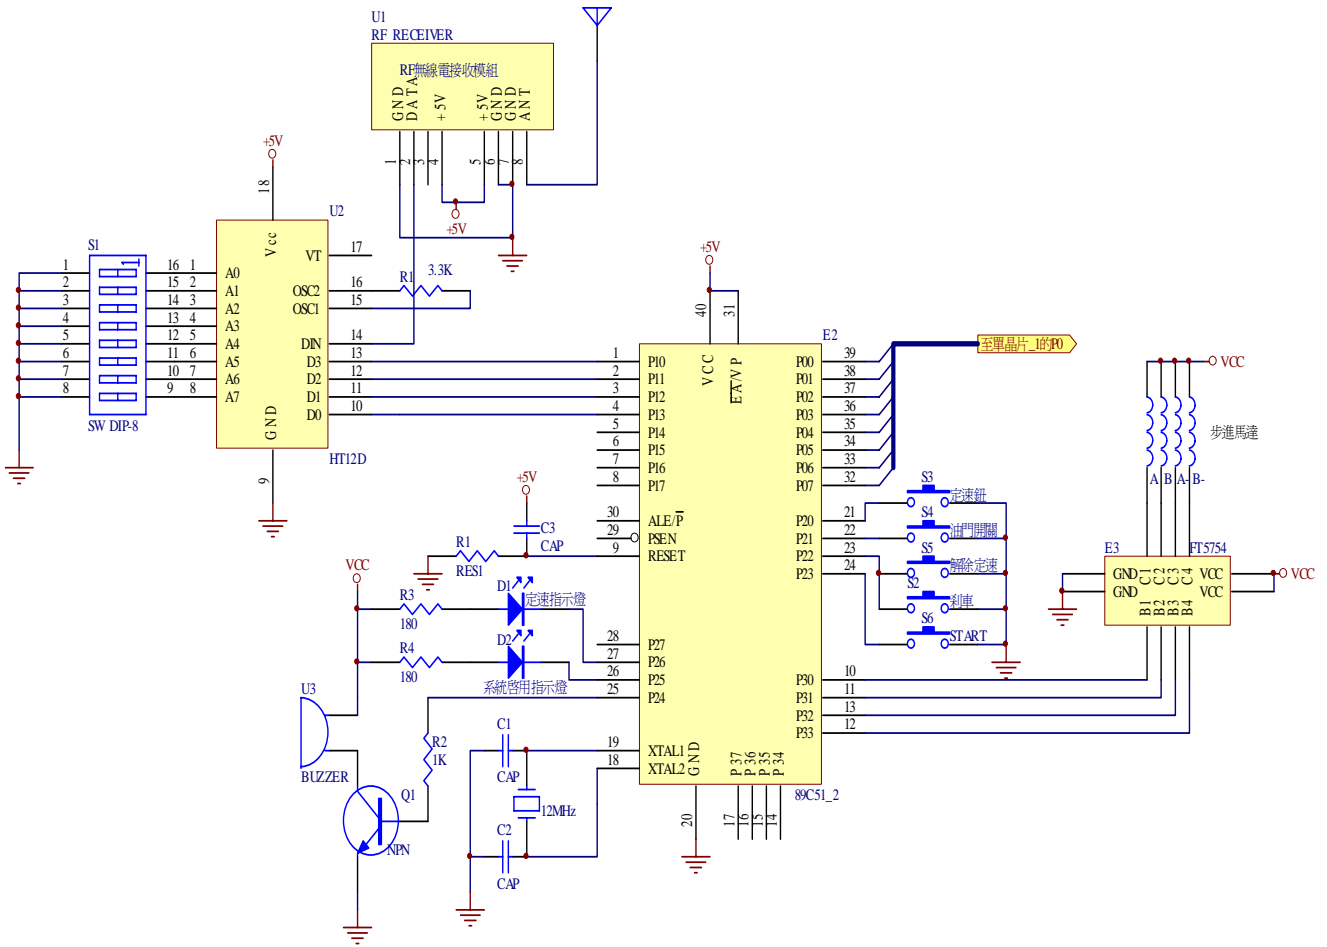 U1
RF RECEIVER
RF無線電接收模組
GND
DATA
+5V
+5V
GND
GND
ANT
1
2
3
4
5
6
7
8
+5V
+5V
18
U2
Vcc
VT
17
S1
1 16 1 A0
2 15 2 A1
3 14 3 A2
4 13 4 A3
5 12 5 A4
6 11 6 A5
7 10 7 A6
8 9 8 A7
1
SW DIP-8
OSC2 16
OSC1 15
R1 3.3K
DIN 14
D3 13
D2 12
D1 11
D0 10
GND
9
HT12D
+5V
40
31
E2
VCC
EA/VP
1 P10
2 P11
3 P12
4 P13
5 P14
6 P15
7 P16
8 P17
30 ALE/P
29 PSEN
9 RESET
28 P27
27 P26
26 P25
25 P24
19 XTAL1
18 XTAL2
GND
20
P37
P36
P35
P34
17
16
15
14
89C51_2
P00 39
P01 38
P02 37
P03 36
P04 35
P05 34
P06 33
P07 32
P20 21
P21 22
P22 23
P23 24
P30 10
P31 11
P32 13
P33 12
至單晶片_1的P0
S3
定速鈕
S4
油門開關
S5
解除定速
S2
刹車
S6
START
VCC
步進馬達
A B A- B-
E3
FT5754
GND
GND
C1
C2
C3
C4
B1
B2
B3
B4
VCC
VCC
VCC
+5V
C3
CAP
R1
RES1
VCC
R3
180
D1
定速指示燈
R4
180
D2
系統啓用指示燈
U3
BUZZER
R2
1K
Q1
NPN
C1
CAP
12MHz
C2
CAP